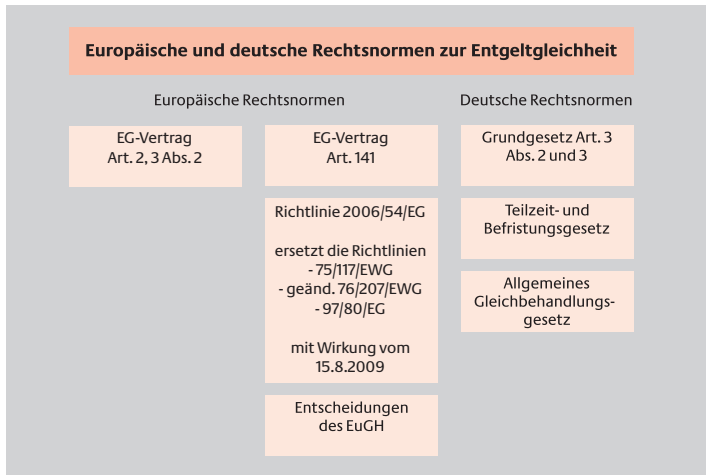 Europäische und deutsche Rechtsnormen zur Entgeltgleichheit
Europäische Rechtsnormen
Deutsche Rechtsnormen
EG-Vertrag
Art. 2, 3 Abs. 2
EG-Vertrag
Art. 141
Richtlinie 2006/54/EG
ersetzt die Richtlinien
- 75/117/EWG
- geänd. 76/207/EWG
- 97/80/EG
mit Wirkung vom
15.8.2009
Entscheidungen
des EuGH
Grundgesetz Art. 3
Abs. 2 und 3
Teilzeit- und
Befristungsgesetz
Allgemeines
Gleichbehandlungs-
gesetz